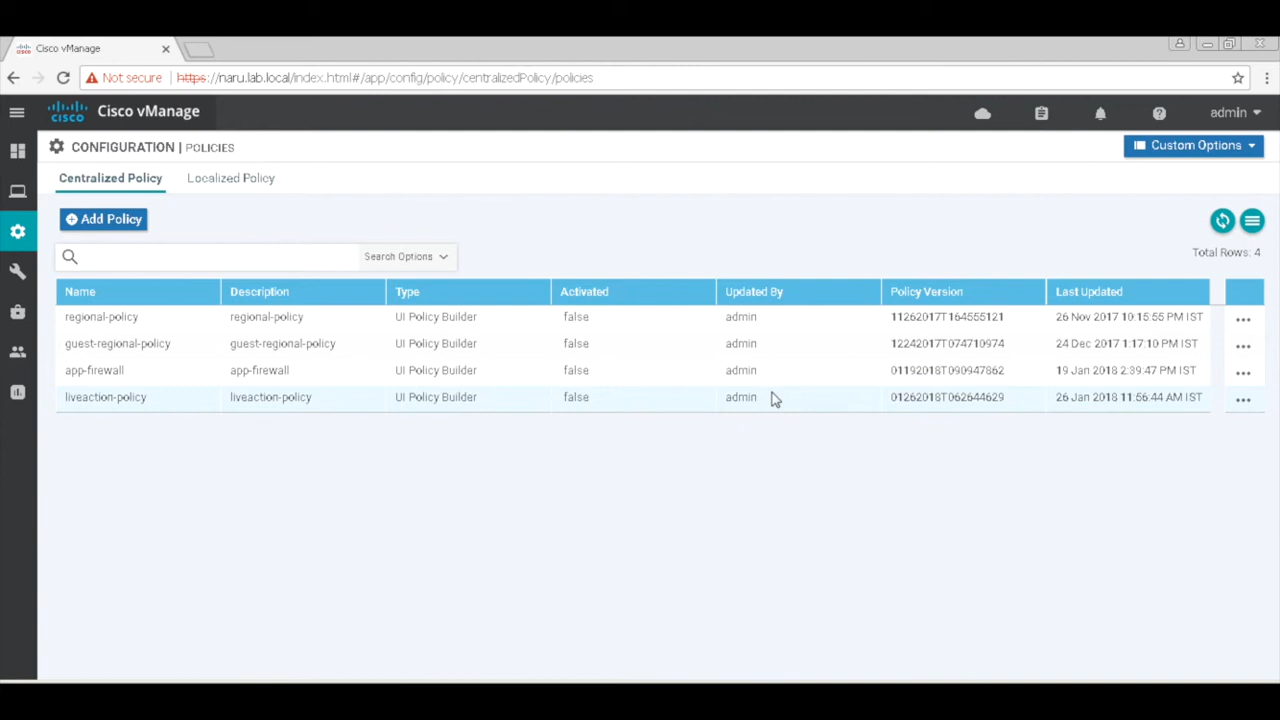 Cisco vManage
Not secure https://naru.lab.local/index.html#/app/config/policy/centralizedPolicy/policies
cisco Cisco vManage admin
CONFIGURATION | POLICIES Custom Options
Centralized Policy Localized Policy
Add Policy
Search Options Total Rows: 4
Name Description Type Activated Updated By Policy Version Last Updated
regional-policy regional-policy UI Policy Builder false admin 11262017T164555121 26 Nov 2017 10:15:55 PM IST
guest-regional-policy guest-regional-policy UI Policy Builder false admin 12242017T074710974 24 Dec 2017 1:17:10 PM IST
app-firewall app-firewall UI Policy Builder false admin 01192018T090947862 19 Jan 2018 2:39:47 PM IST
liveaction-policy liveaction-policy UI Policy Builder false admin 01262018T062644629 26 Jan 2018 11:56:44 AM IST